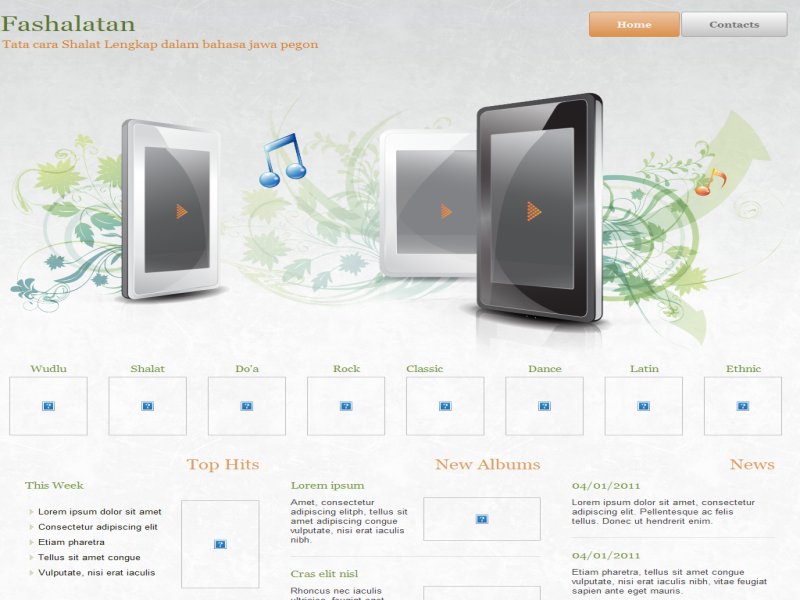 Fashalatan
Tata cara Shalat Lengkap dalam bahasa jawa pegon
Home
Contacts
Wudlu
Shalat
Do'a
Rock
Classic
Dance
Latin
Ethnic
Top Hits
This Week
Lorem ipsum dolor sit amet
Consectetur adipiscing elit
Etiam pharetra
Tellus sit amet congue
Vulputate, nisi erat iaculis
New Albums
Lorem ipsum
Amet, consectetur
adipiscing elitph, tellus sit
amet adipiscing congue
vulputate, nisi erat iaculis
nibh.
Cras elit nisl
Rhoncus nec iaculis
ultricies, feugiat eget
News
04/01/2011
Lorem ipsum dolor sit amet, consectetur
adipiscing elit. Pellentesque ac felis
tellus. Donec ut hendrerit enim.
04/01/2011
Etiam pharetra, tellus sit amet congue
vulputate, nisi erat iaculis nibh, vitae feugiat
sapien ante eget mauris.